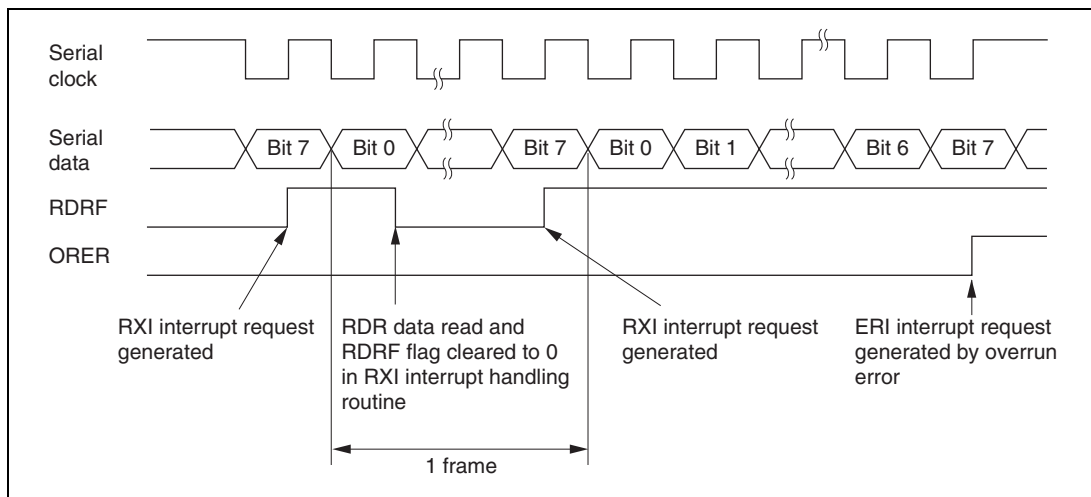 Serial
clock
Serial
data
Bit 7
Bit 0
Bit 7
Bit 0
Bit 1
Bit 6
Bit 7
RDRF
ORER
RXI interrupt request
generated
RDR data read and
RDRF flag cleared to 0
in RXI interrupt handling
routine
RXI interrupt request
generated
ERI interrupt request
generated by overrun
error
1 frame